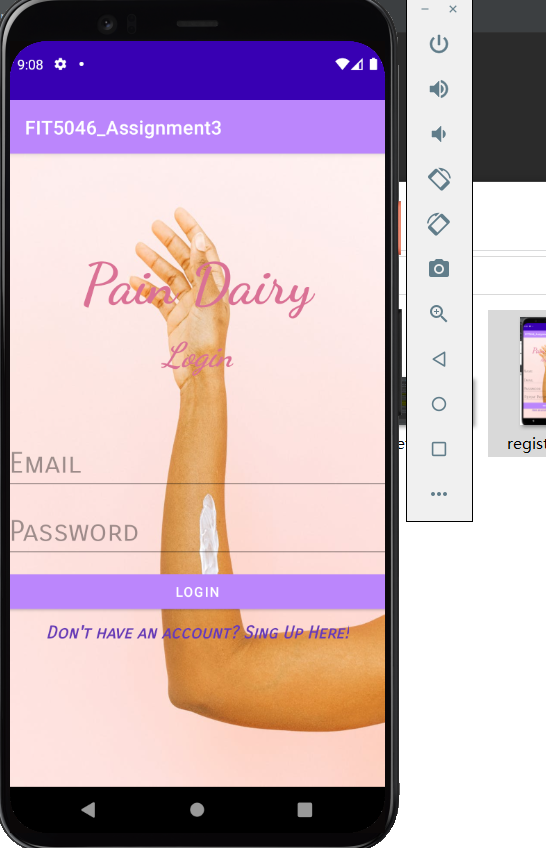 9:08
FIT5046_Assignment3
Pain Dairy
Login
EMAIL
PASSWORD
LOGIN
DON'T HAVE AN ACCOUNT? SING UP HERE!
regist